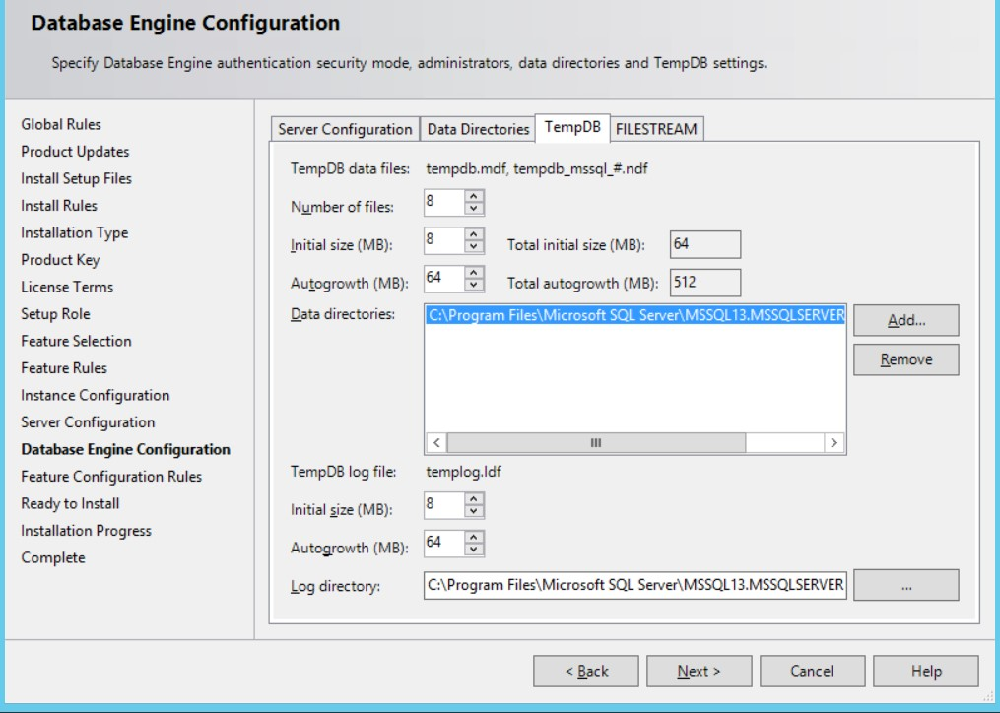 Database Engine Configuration
Specify Database Engine authentication security mode, administrators, data directories and TempDB settings.
Global Rules
Product Updates
Install Setup Files
Install Rules
Installation Type
Product Key
License Terms
Setup Role
Feature Selection
Feature Rules
Instance Configuration
Server Configuration
Database Engine Configuration
Feature Configuration Rules
Ready to Install
Installation Progress
Complete
Server Configuration Data Directories TempDB FILESTREAM
TempDB data files: tempdb.mdf, tempdb_mssql_#.ndf
Number of files: 8
Initial size (MB): 8 Total initial size (MB): 64
Autogrowth (MB): 64 Total autogrowth (MB): 512
Data directories: C:\Program Files\Microsoft SQL Server\MSSQL13.MSSQLSERVER Add...
Remove
TempDB log file: templog.ldf
Initial size (MB): 8
Autogrowth (MB): 64
Log directory: C:\Program Files\Microsoft SQL Server\MSSQL13.MSSQLSERVER ...
< Back Next > Cancel Help